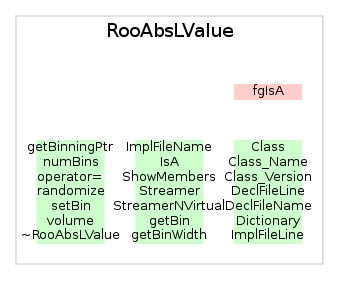 RooAbsLValue
fgIsA
getBinningPtr ImplFileName Class
numBins IsA Class_Name
operator= ShowMembers Class_Version
randomize Streamer DeclFileLine
setBin StreamerNVirtual DeclFileName
volume getBin Dictionary
~RooAbsLValue getBinWidth ImplFileLine